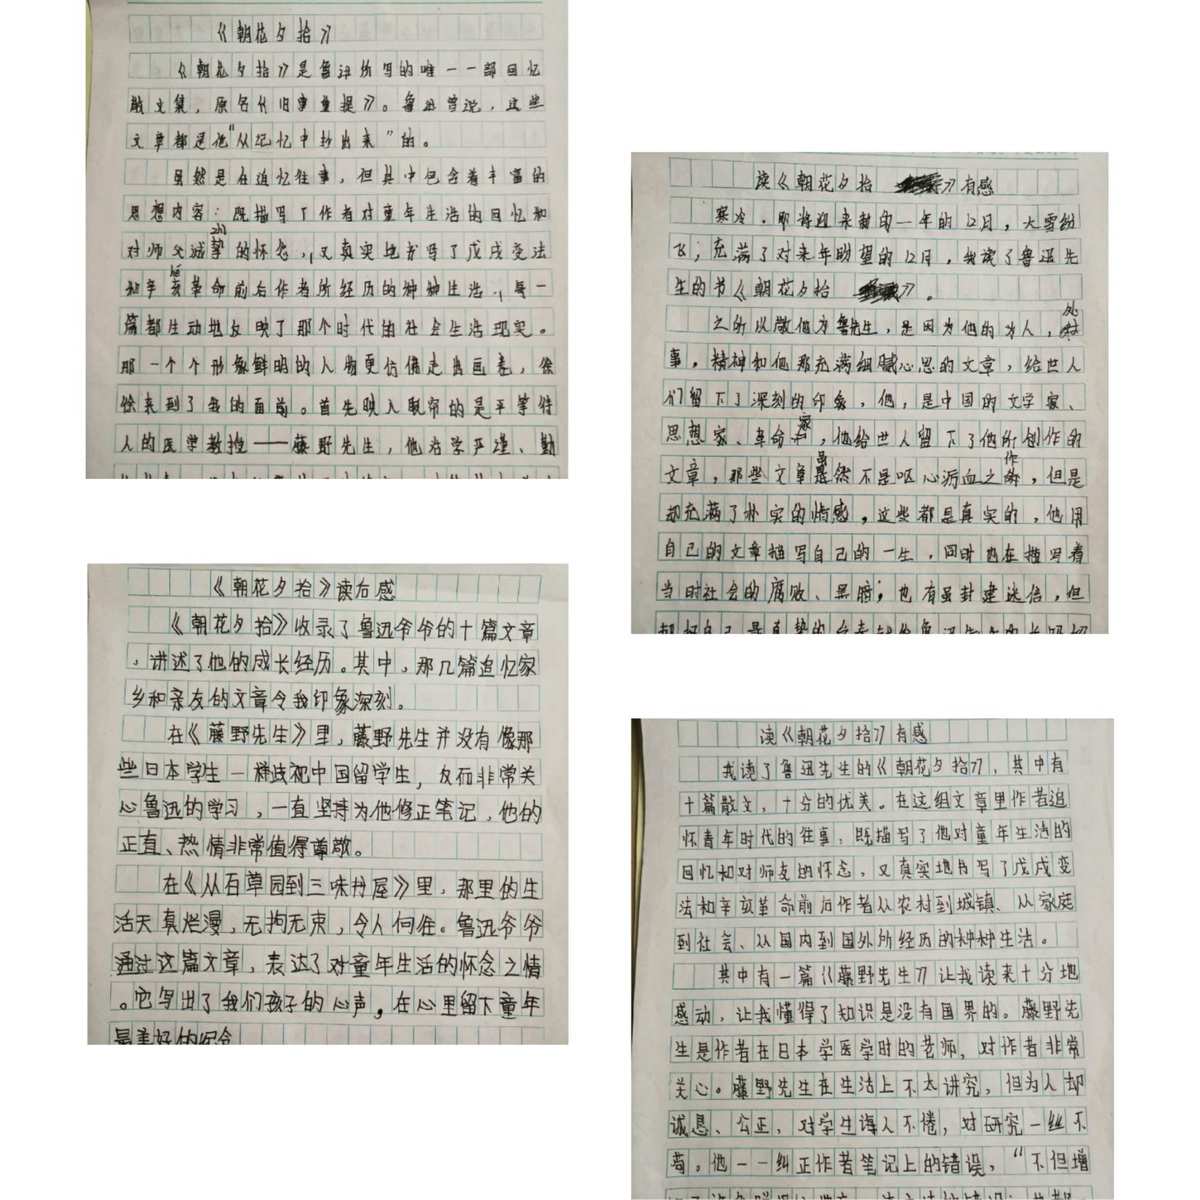 《朝花夕拾》
《朝花夕拾》是鲁迅所写的唯一一部回忆
散文集，原名《旧事重提》。鲁迅曾说，这些
文章都是他“从记忆中抄出来”的。
虽然是在追忆往事，但其中包含着丰富的
思想内容：既描写了作者对童年生活的回忆和
对师父诚挚的怀念，又真实地书写了戊戌变法
和辛亥革命前后作者所经历的种种生活，每一
篇都生动地反映了那个时代的社会生活现实。
那一个个形象鲜明的人物更仿佛走出画卷，徐
徐来到了我的面前。首先映入眼帘的是平等待
人的医学教授——藤野先生，他治学严谨、勤
《朝花夕拾》读后感
《朝花夕拾》收录了鲁迅爷爷的十篇文章
，讲述了他的成长经历。其中，那几篇追忆家
乡和亲友的文章令我印象深刻。
在《藤野先生》里，藤野先生并没有像那
些日本学生一样歧视中国留学生，反而非常关
心鲁迅的学习，一直坚持为他修正笔记，他的
正直、热情非常值得尊敬。
在《从百草园到三味书屋》里，那里的生
活天真烂漫，无拘无束，令人向往。鲁迅爷爷
通过这篇文章，表达了对童年生活的怀念之情
。它写出了我们孩子的心声，在心里留下童年
最美好的纪念
读《朝花夕拾》有感
寒冷，即将迎来新的一年的12月，大雪纷
飞；充满了对来年盼望的12月，我读了鲁迅先
生的书《朝花夕拾》。
之所以敬他为鲁先生，是因为他的为人，处
事，精神和他那充满细腻心思的文章，给世人
们留下了深刻的印象，他，是中国的文学家、
思想家、革命家，他给世人留下了他所创作的
文章，那些文章虽然不是呕心沥血之作，但是
却充满了朴实的情感，这些都是真实的，他用
自己的文章描写自己的一生，同时也在描写着
当时社会的腐败、黑暗；也有虽封建迷信，但
读《朝花夕拾》有感
我读了鲁迅先生的《朝花夕拾》，其中有
十篇散文，十分的优美。在这组文章里作者追
怀青年时代的往事，既描写了他对童年生活的
回忆和对师友的怀念，又真实地书写了戊戌变
法和辛亥革命前后作者从农村到城镇、从家庭
到社会、从国内到国外所经历的种种生活。
其中有一篇《藤野先生》让我读来十分地
感动，让我懂得了知识是没有国界的。藤野先
生是作者在日本学医学时的老师，对作者非常
关心。藤野先生在生活上不太讲究，但为人却
诚恳、公正，对学生诲人不倦，对研究一丝不
苟。他一一纠正作者笔记上的错误，“不但增